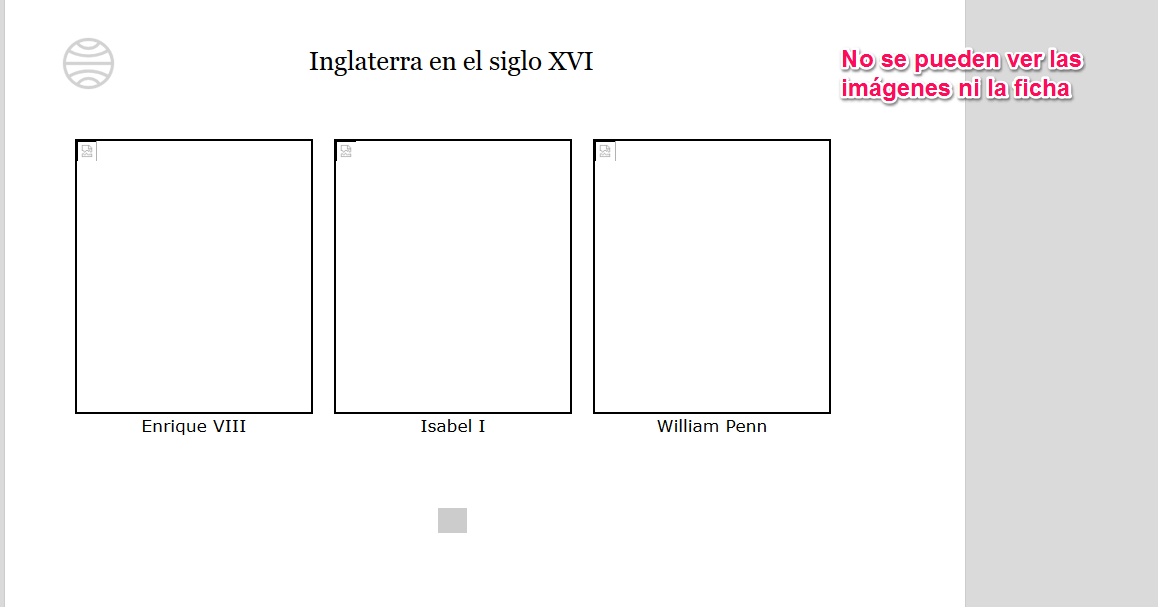 Inglaterra en el siglo XVI
No se pueden ver las
imágenes ni la ficha
Enrique VIII
Isabel I
William Penn